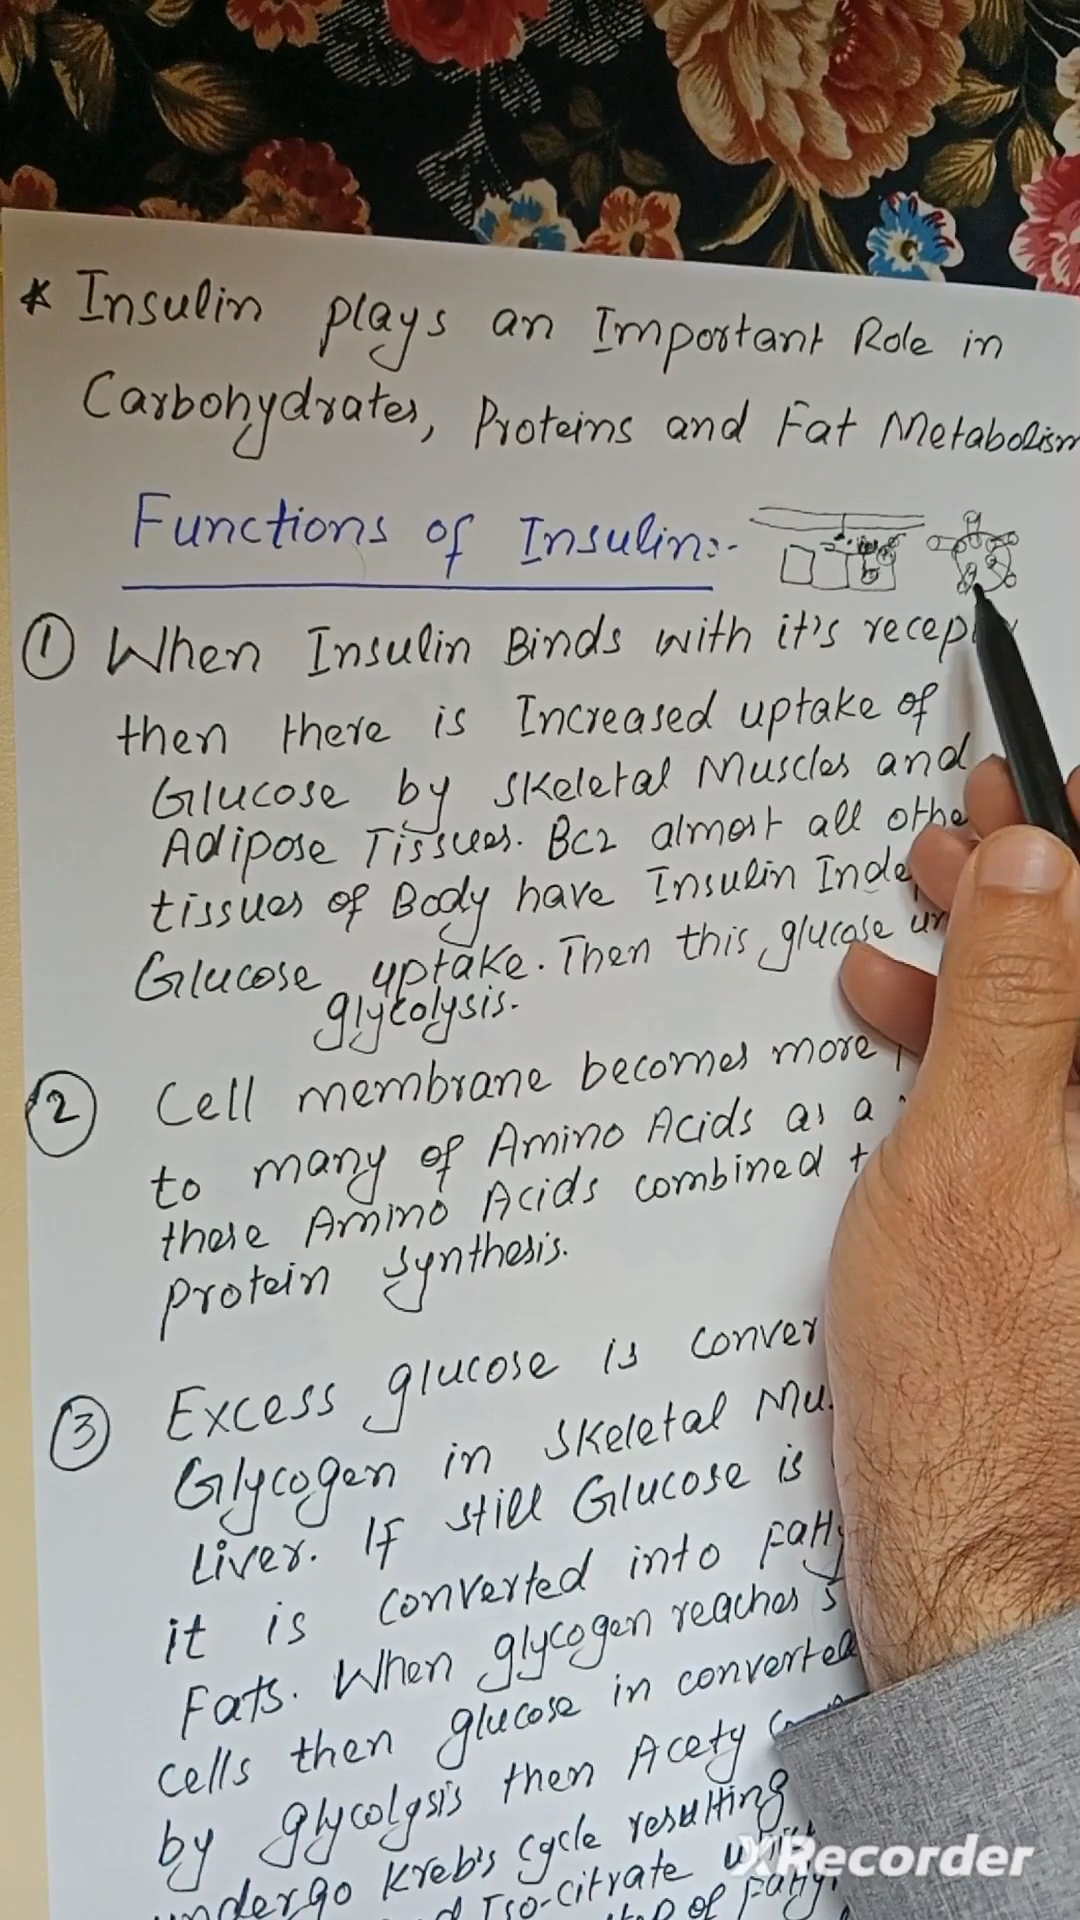 * Insulin plays an Important Role in
Carbohydrates, Proteins and Fat Metabolism
Functions of Insulin:-
① When Insulin Binds with it's recep
then there is Increased uptake of
Glucose by Skeletal Muscles and
Adipose Tissues. Bcz almost all othe
tissues of Body have Insulin Inde
Glucose uptake. Then this glucose un
glycolysis.
② Cell membrane becomes more
to many of Amino Acids as a
these Amino Acids combined t
protein synthesis.
③ Excess glucose is conver
Glycogen in Skeletal Mu
Liver. If still Glucose is
it is converted into Fatty
Fats. When glycogen reaches
cells then glucose in converted
by glycolysis then Acety
undergo Kreb's cycle resulting
Iso-citrate
of Fatty
XRecorder